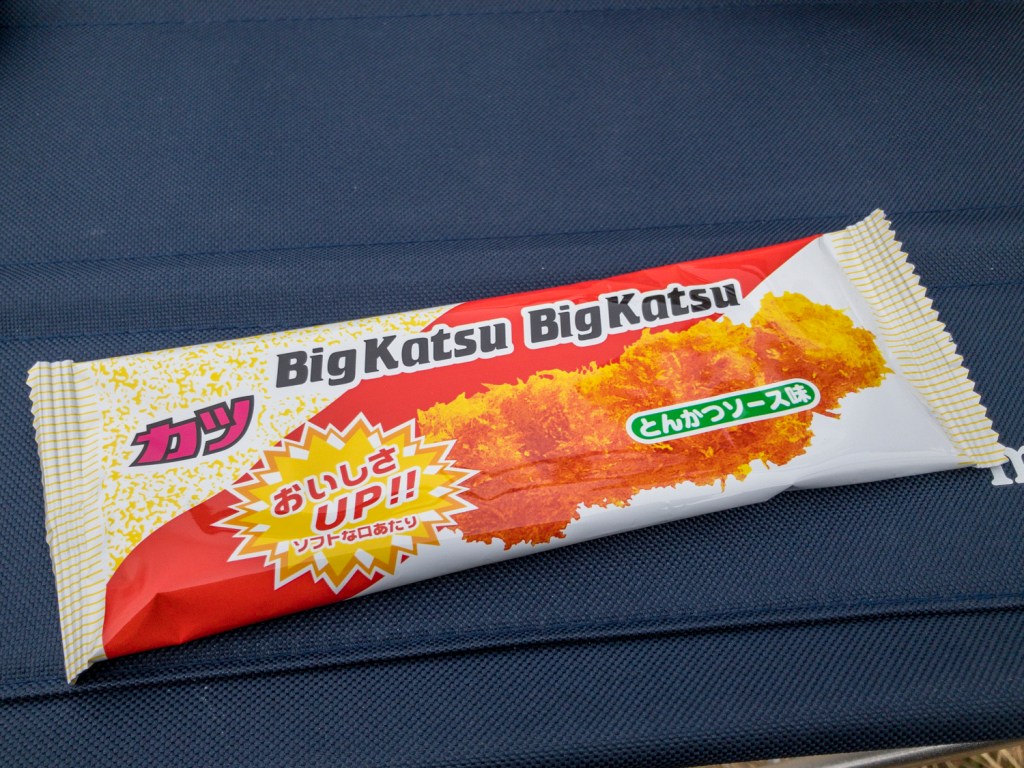 BigKatsu BigKatsu
カツ
とんかつソース味
おいしさ
UP!!
ソフトな口あたり